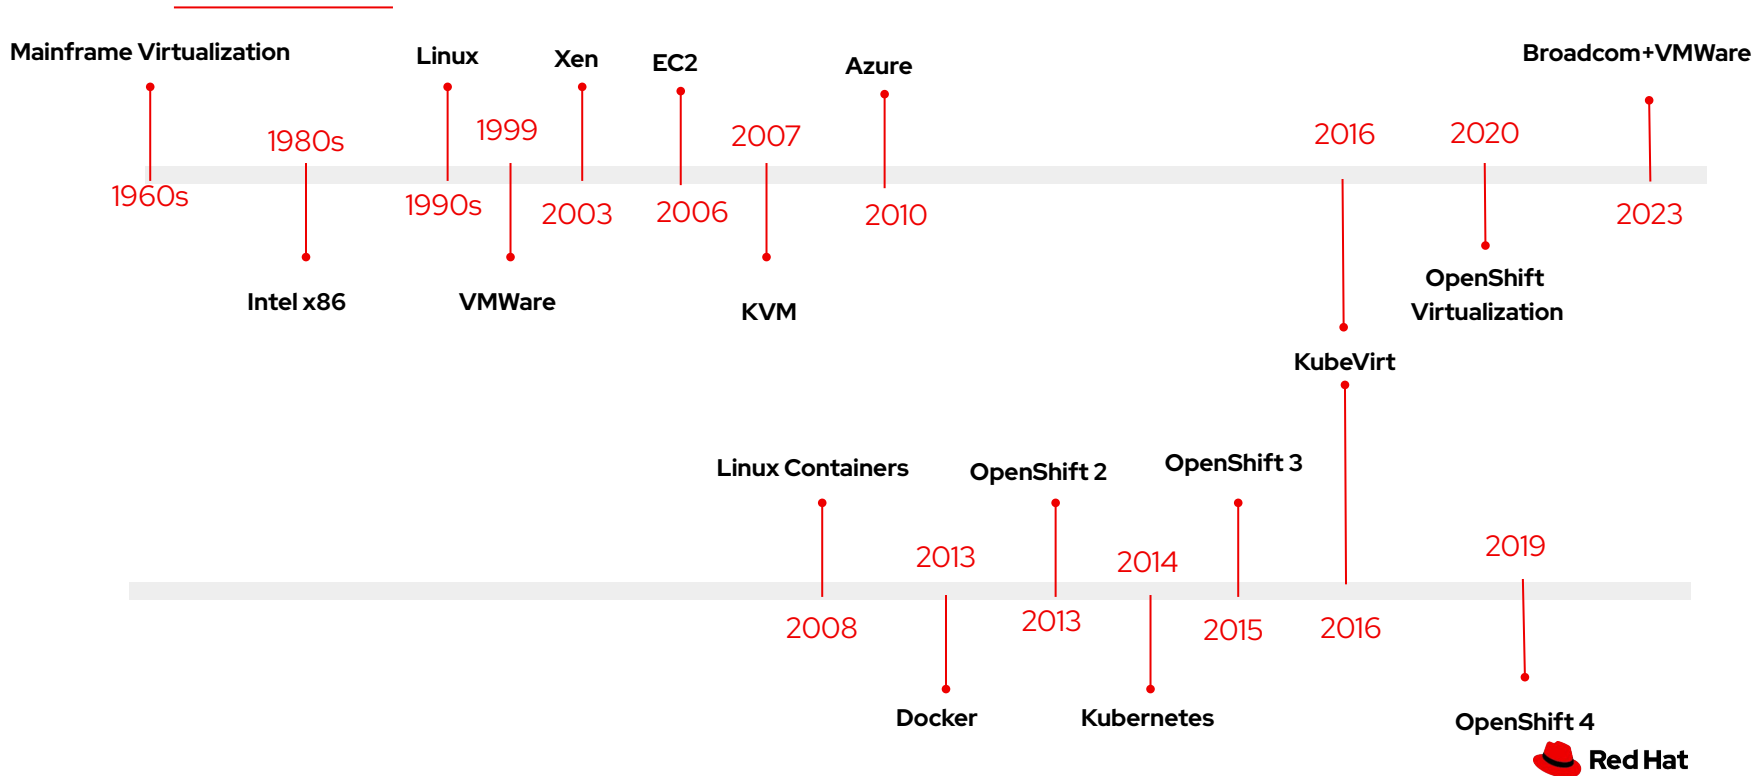 Mainframe Virtualization
Linux
Xen
EC2
Azure
Broadcom+VMWare
1980s
1999
2007
2016
2020
1960s
1990s
2003
2006
2010
2023
Intel x86
VMWare
KVM
OpenShift
Virtualization
KubeVirt
Linux Containers
OpenShift 2
OpenShift 3
2013
2014
2019
2008
2013
2015
2016
Docker
Kubernetes
OpenShift 4
Red Hat